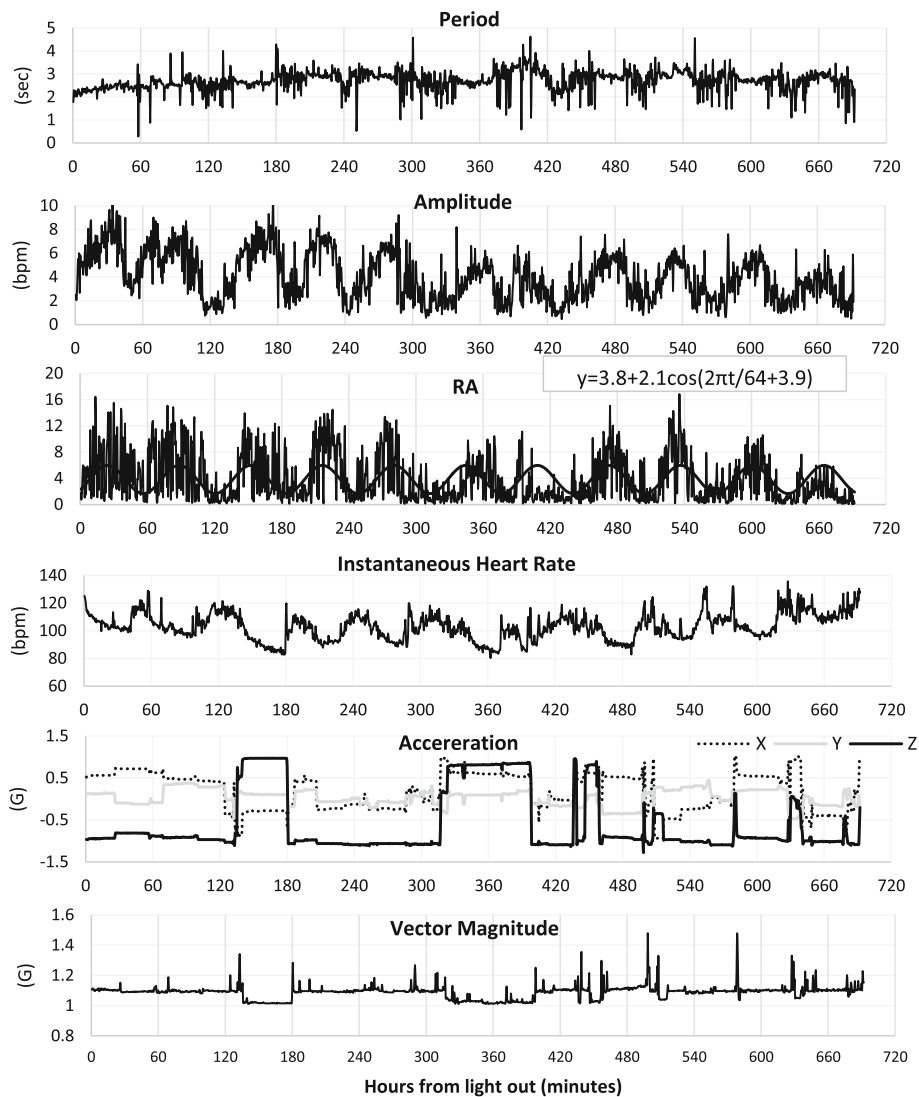 Period
5
4
3
2
1
0
(sec)
0 60 120 180 240 300 360 420 480 540 600 660 720
Amplitude
10
8
6
4
2
0
(bpm)
0 60 120 180 240 300 360 420 480 540 600 660 720
RA
y=3.8+2.1cos(2πt/64+3.9)
20
16
12
8
4
0
0 60 120 180 240 300 360 420 480 540 600 660 720
Instantaneous Heart Rate
140
120
100
80
60
(bpm)
0 60 120 180 240 300 360 420 480 540 600 660 720
Accereration
X Y Z
1.5
0.5
-0.5
-1.5
(G)
0 60 120 180 240 300 360 420 480 540 600 660 720
Vector Magnitude
1.6
1.4
1.2
1
0.8
(G)
0 60 120 180 240 300 360 420 480 540 600 660 720
Hours from light out (minutes)